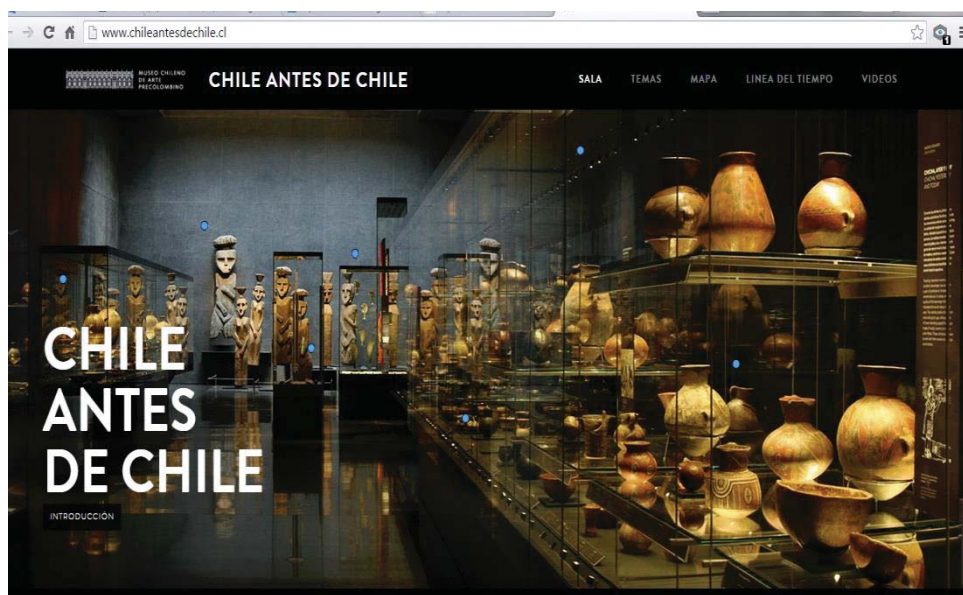 www.chileantesdechile.cl
1
MUSEO CHILENO
DE ARTE
PRECOLOMBINO
CHILE ANTES DE CHILE
SALA
TEMAS
MAPA
LINEA DEL TIEMPO
VIDEOS
CHILE
ANTES
DE CHILE
INTRODUCCIÓN